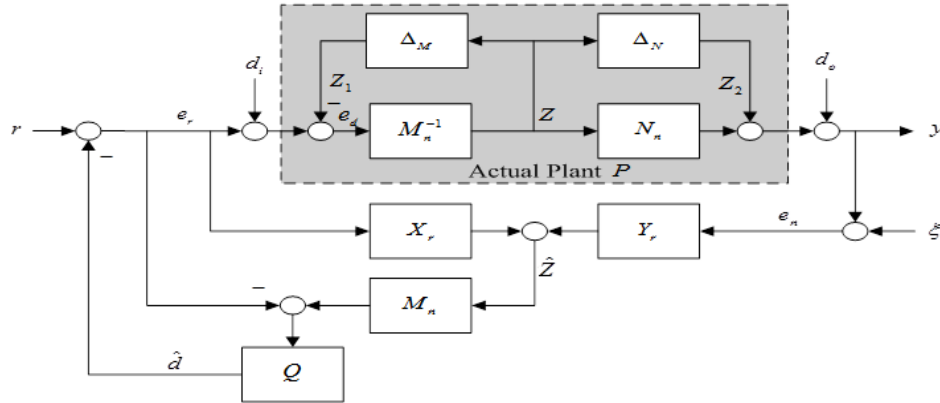 Δ_M Δ_N
d_i d_o
Z_1 Z_2
r − e_r − e_d M_n^{-1} Z N_n y
Actual Plant P
X_r Y_r e_n ξ
Ẑ
− M_n
d̂ Q